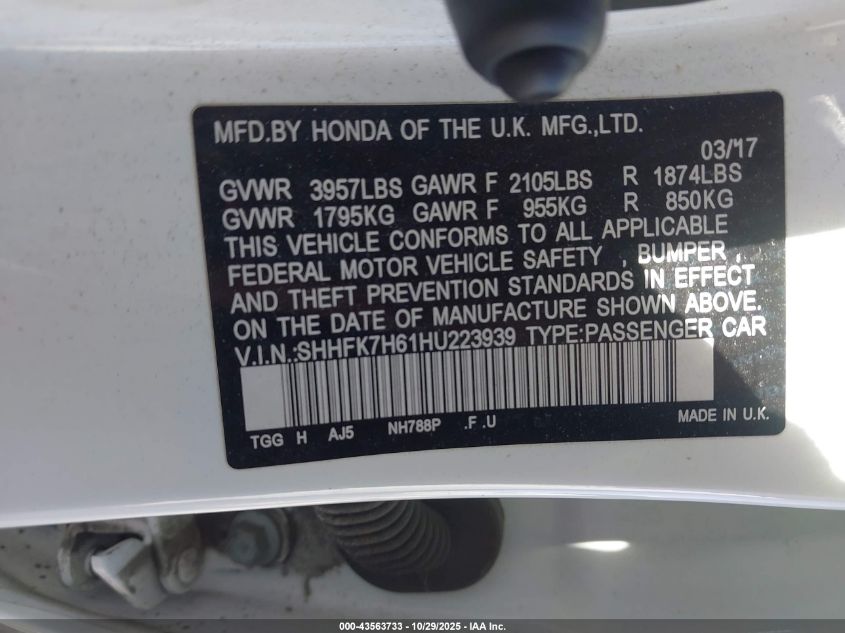 MFD.BY HONDA OF THE U.K. MFG.,LTD.
03/'17
GVWR 3957LBS GAWR F 2105LBS R 1874LBS
GVWR 1795KG GAWR F 955KG R 850KG
THIS VEHICLE CONFORMS TO ALL APPLICABLE
FEDERAL MOTOR VEHICLE SAFETY , BUMPER ,
AND THEFT PREVENTION STANDARDS IN EFFECT
ON THE DATE OF MANUFACTURE SHOWN ABOVE.
V.I.N.:SHHFK7H61HU223939 TYPE:PASSENGER CAR
TGG H AJ5 NH788P .F .U MADE IN U.K.
000-43563733 | 10/29/2025 | IAA Inc.